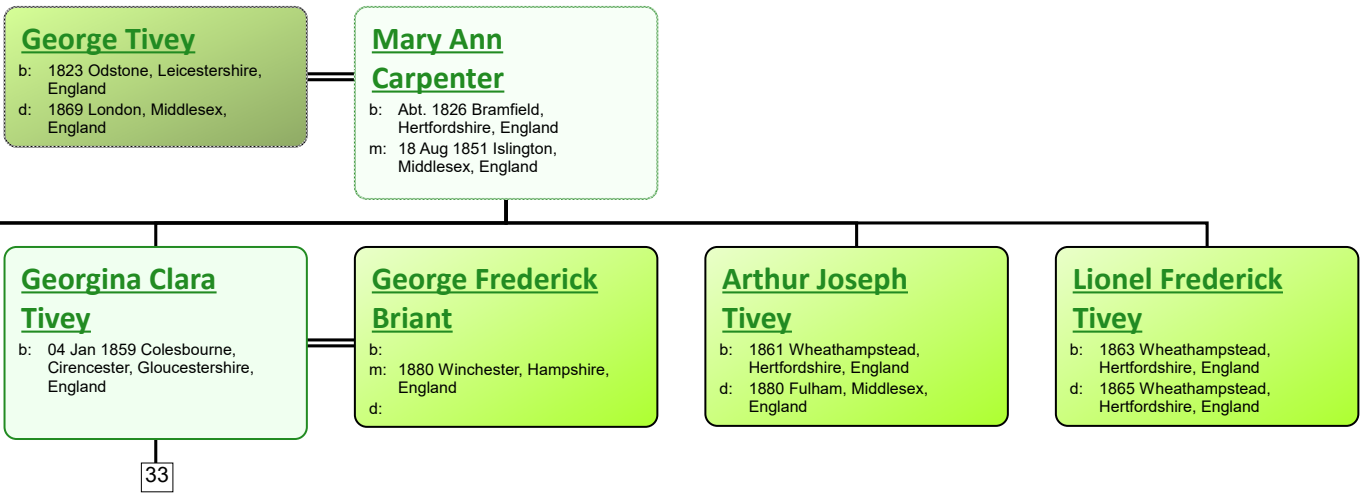 George Tivey
b: 1823 Odstone, Leicestershire,
England
d: 1869 London, Middlesex,
England
Mary Ann
Carpenter
b: Abt. 1826 Bramfield,
Hertfordshire, England
m: 18 Aug 1851 Islington,
Middlesex, England
Georgina Clara
Tivey
b: 04 Jan 1859 Colesbourne,
Cirencester, Gloucestershire,
England
George Frederick
Briant
b:
m: 1880 Winchester, Hampshire,
England
d:
Arthur Joseph
Tivey
b: 1861 Wheathampstead,
Hertfordshire, England
d: 1880 Fulham, Middlesex,
England
Lionel Frederick
Tivey
b: 1863 Wheathampstead,
Hertfordshire, England
d: 1865 Wheathampstead,
Hertfordshire, England
33